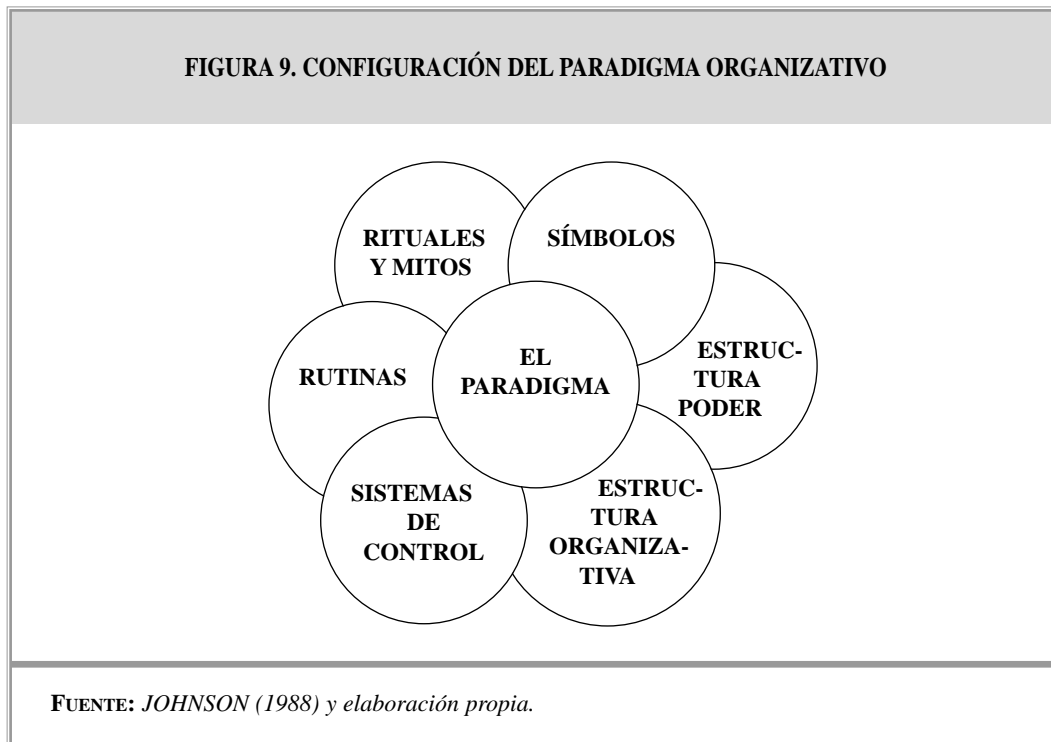 FIGURA 9. CONFIGURACIÓN DEL PARADIGMA ORGANIZATIVO
RITUALES
Y MITOS
SÍMBOLOS
ESTRUC-
TURA
PODER
EL
PARADIGMA
RUTINAS
SISTEMAS
DE
CONTROL
ESTRUC-
TURA
ORGANIZA-
TIVA
FUENTE: JOHNSON (1988) y elaboración propia.